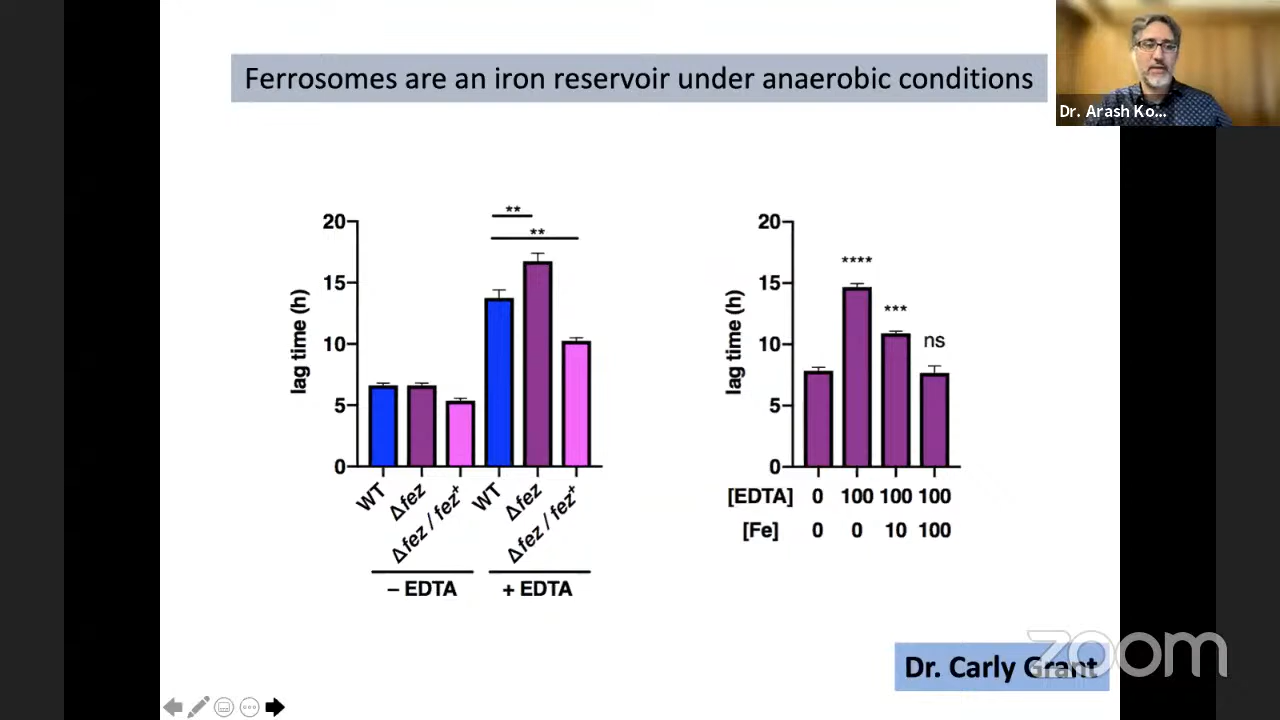 Ferrosomes are an iron reservoir under anaerobic conditions
Dr. Arash Ko...
20
15
10
5
0
lag time (h)
**
**
WT
Δfez
Δfez / fez⁺
WT
Δfez
Δfez / fez⁺
– EDTA
+ EDTA
20
15
10
5
0
lag time (h)
****
***
ns
[EDTA] 0 100 100 100
[Fe] 0 0 10 100
Dr. Carly Grant
zoom